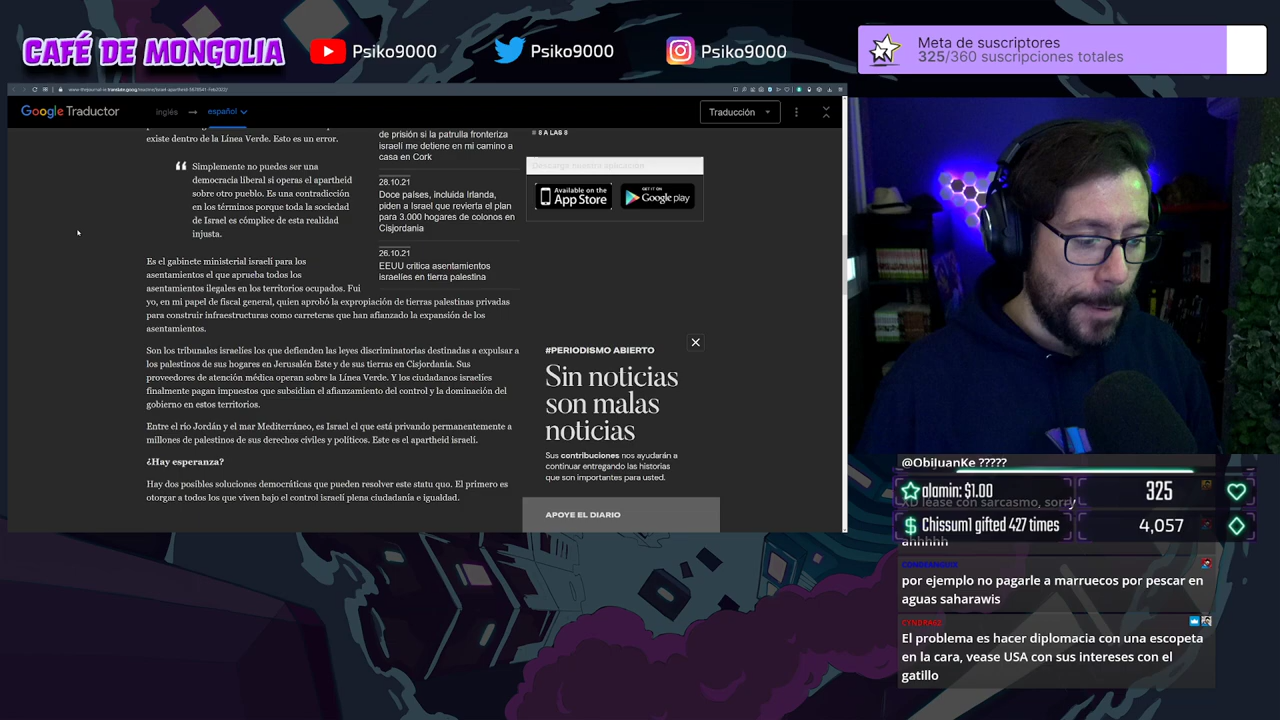 CAFÉ DE MONGOLIA
Psiko9000
Psiko9000
Psiko9000
Meta de suscriptores
325/360 suscripciones totales
Google Traductor
inglés
español
Traducción
existe dentro de la Línea Verde. Esto es un error.
“ Simplemente no puedes ser una
democracia liberal si operas el apartheid
sobre otro pueblo. Es una contradicción
en los términos porque toda la sociedad
de Israel es cómplice de esta realidad
injusta.
Es el gabinete ministerial israelí para los
asentamientos el que aprueba todos los
asentamientos ilegales en los territorios ocupados. Fui
yo, en mi papel de fiscal general, quien aprobó la expropiación de tierras palestinas privadas
para construir infraestructuras como carreteras que han afianzado la expansión de los
asentamientos.
Son los tribunales israelíes los que defienden las leyes discriminatorias destinadas a expulsar a
los palestinos de sus hogares en Jerusalén Este y de sus tierras en Cisjordania. Sus
proveedores de atención médica operan sobre la Línea Verde. Y los ciudadanos israelíes
finalmente pagan impuestos que subsidian el afianzamiento del control y la dominación del
gobierno en estos territorios.
Entre el río Jordán y el mar Mediterráneo, es Israel el que está privando permanentemente a
millones de palestinos de sus derechos civiles y políticos. Este es el apartheid israelí.
¿Hay esperanza?
Hay dos posibles soluciones democráticas que pueden resolver este statu quo. El primero es
otorgar a todos los que viven bajo el control israelí plena ciudadanía e igualdad.
de prisión si la patrulla fronteriza
israelí me detiene en mi camino a
casa en Cork
28.10.21
Doce países, incluida Irlanda,
piden a Israel que revierta el plan
para 3.000 hogares de colonos en
Cisjordania
26.10.21
EEUU critica asentamientos
israelíes en tierra palestina
8 A LAS 8
Descargue nuestra aplicación
Available on the
App Store
GET IT ON
Google play
#PERIODISMO ABIERTO
Sin noticias
son malas
noticias
Sus contribuciones nos ayudarán a
continuar entregando las historias
que son importantes para usted.
APOYE EL DIARIO
@ObiJuanKe ?????
alamin: $1.00
325
XD léase con sarcasmo, sorry
Chissum1 gifted 427 times
4,057
ahhhhh
por ejemplo no pagarle a marruecos por pescar en
aguas saharawis
CYNDRA62
El problema es hacer diplomacia con una escopeta
en la cara, vease USA con sus intereses con el
gatillo